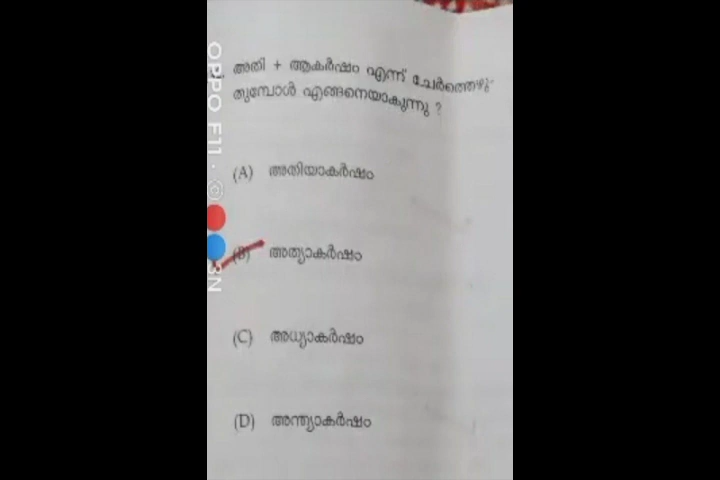 അതി + ആകർഷം എന്ന് ചേർത്തെഴു-
തുമ്പോൾ എങ്ങനെയാകുന്നു ?
(A) അതിയാകർഷം
(B) അത്യാകർഷം
(C) അധ്യാകർഷം
(D) അന്ത്യാകർഷം
OPPO F11 ·